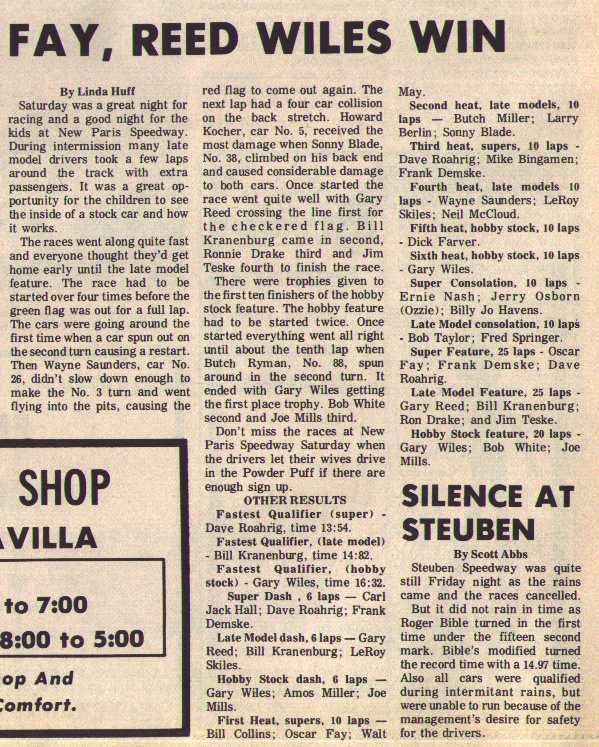 FAY, REED WILES WIN
By Linda Huff
Saturday was a great night for
racing and a good night for the
kids at New Paris Speedway.
During intermission many late
model drivers took a few laps
around the track with extra
passengers. It was a great op-
portunity for the children to see
the inside of a stock car and how
it works.
The races went along quite fast
and everyone thought they'd get
home early until the late model
feature. The race had to be
started over four times before the
green flag was out for a full lap.
The cars were going around the
first time when a car spun out on
the second turn causing a restart.
Then Wayne Saunders, car No.
26, didn't slow down enough to
make the No. 3 turn and went
flying into the pits, causing the
red flag to come out again. The
next lap had a four car collision
on the back stretch. Howard
Kocher, car No. 5, received the
most damage when Sonny Blade,
No. 38, climbed on his back end
and caused considerable damage
to both cars. Once started the
race went quite well with Gary
Reed crossing the line first for
the checkered flag. Bill
Kranenburg came in second,
Ronnie Drake third and Jim
Teske fourth to finish the race.
There were trophies given to
the first ten finishers of the hobby
stock feature. The hobby feature
had to be started twice. Once
started everything went all right
until about the tenth lap when
Butch Ryman, No. 88, spun
around in the second turn. It
ended with Gary Wiles getting
the first place trophy. Bob White
second and Joe Mills third.
Don't miss the races at New
Paris Speedway Saturday when
the drivers let their wives drive
in the Powder Puff if there are
enough sign up.
OTHER RESULTS
Fastest Qualifier (super) -
Dave Roahrig, time 13:54.
Fastest Qualifier, (late model)
- Bill Kranenburg, time 14:82.
Fastest Qualifier, (hobby
stock) - Gary Wiles, time 16:32.
Super Dash , 6 laps — Carl
Jack Hall; Dave Roahrig; Frank
Demske.
Late Model dash, 6 laps — Gary
Reed; Bill Kranenburg; LeRoy
Skiles.
Hobby Stock dash, 6 laps —
Gary Wiles; Amos Miller; Joe
Mills.
First Heat, supers, 10 laps —
Bill Collins; Oscar Fay; Walt
May.
Second heat, late models, 10
laps — Butch Miller; Larry
Berlin; Sonny Blade.
Third heat, supers, 10 laps -
Dave Roahrig; Mike Bingamen;
Frank Demske.
Fourth heat, late models 10
laps - Wayne Saunders; LeRoy
Skiles; Neil McCloud.
Fifth heat, hobby stock, 10 laps
- Dick Farver.
Sixth heat, hobby stock, 10 laps
- Gary Wiles.
Super Consolation, 10 laps -
Ernie Nash; Jerry Osborn
(Ozzie); Billy Jo Havens.
Late Model consolation, 10 laps
- Bob Taylor; Fred Springer.
Super Feature, 25 laps - Oscar
Fay; Frank Demske; Dave
Roahrig.
Late Model Feature, 25 laps -
Gary Reed; Bill Kranenburg;
Ron Drake; and Jim Teske.
Hobby Stock feature, 20 laps -
Gary Wiles; Bob White; Joe
Mills.
SILENCE AT
STEUBEN
By Scott Abbs
Steuben Speedway was quite
still Friday night as the rains
came and the races cancelled.
But it did not rain in time as
Roger Bible turned in the first
time under the fifteen second
mark. Bible's modified turned
the record time with a 14.97 time.
Also all cars were qualified
during intermitant rains, but
were unable to run because of the
management's desire for safety
for the drivers.
SHOP
AVILLA
to 7:00
8:00 to 5:00
op And
Comfort.